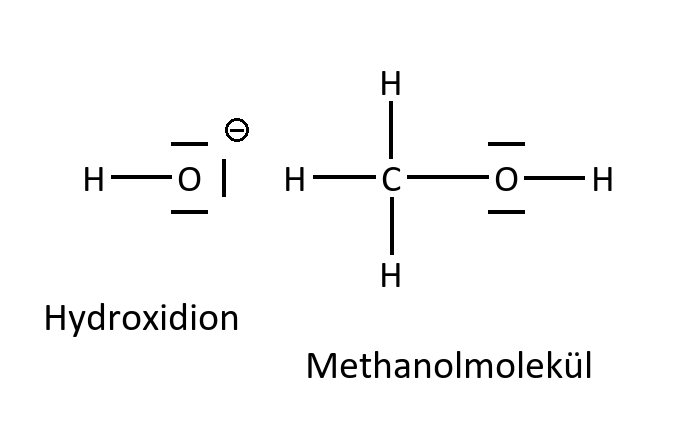 H
H O ⊖ H C O H
H
Hydroxidion
Methanolmolekül